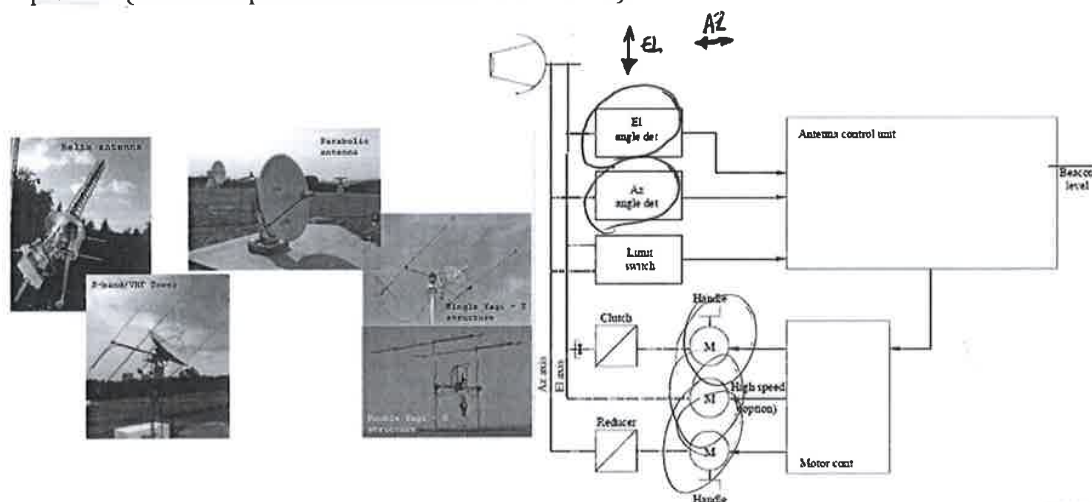 EL
AZ
El
angle det
Az
angle det
Limit
switch
Antenna control unit
Beacon
level
Helix antenna
Parabolic
antenna
S-band/VHF Tower
Single Yagi - T
structure
Double Yagi - H
structure
Az axis
El axis
Clutch
Handle
M
M
High speed
(option)
Reducer
M
Handle
Motor cont